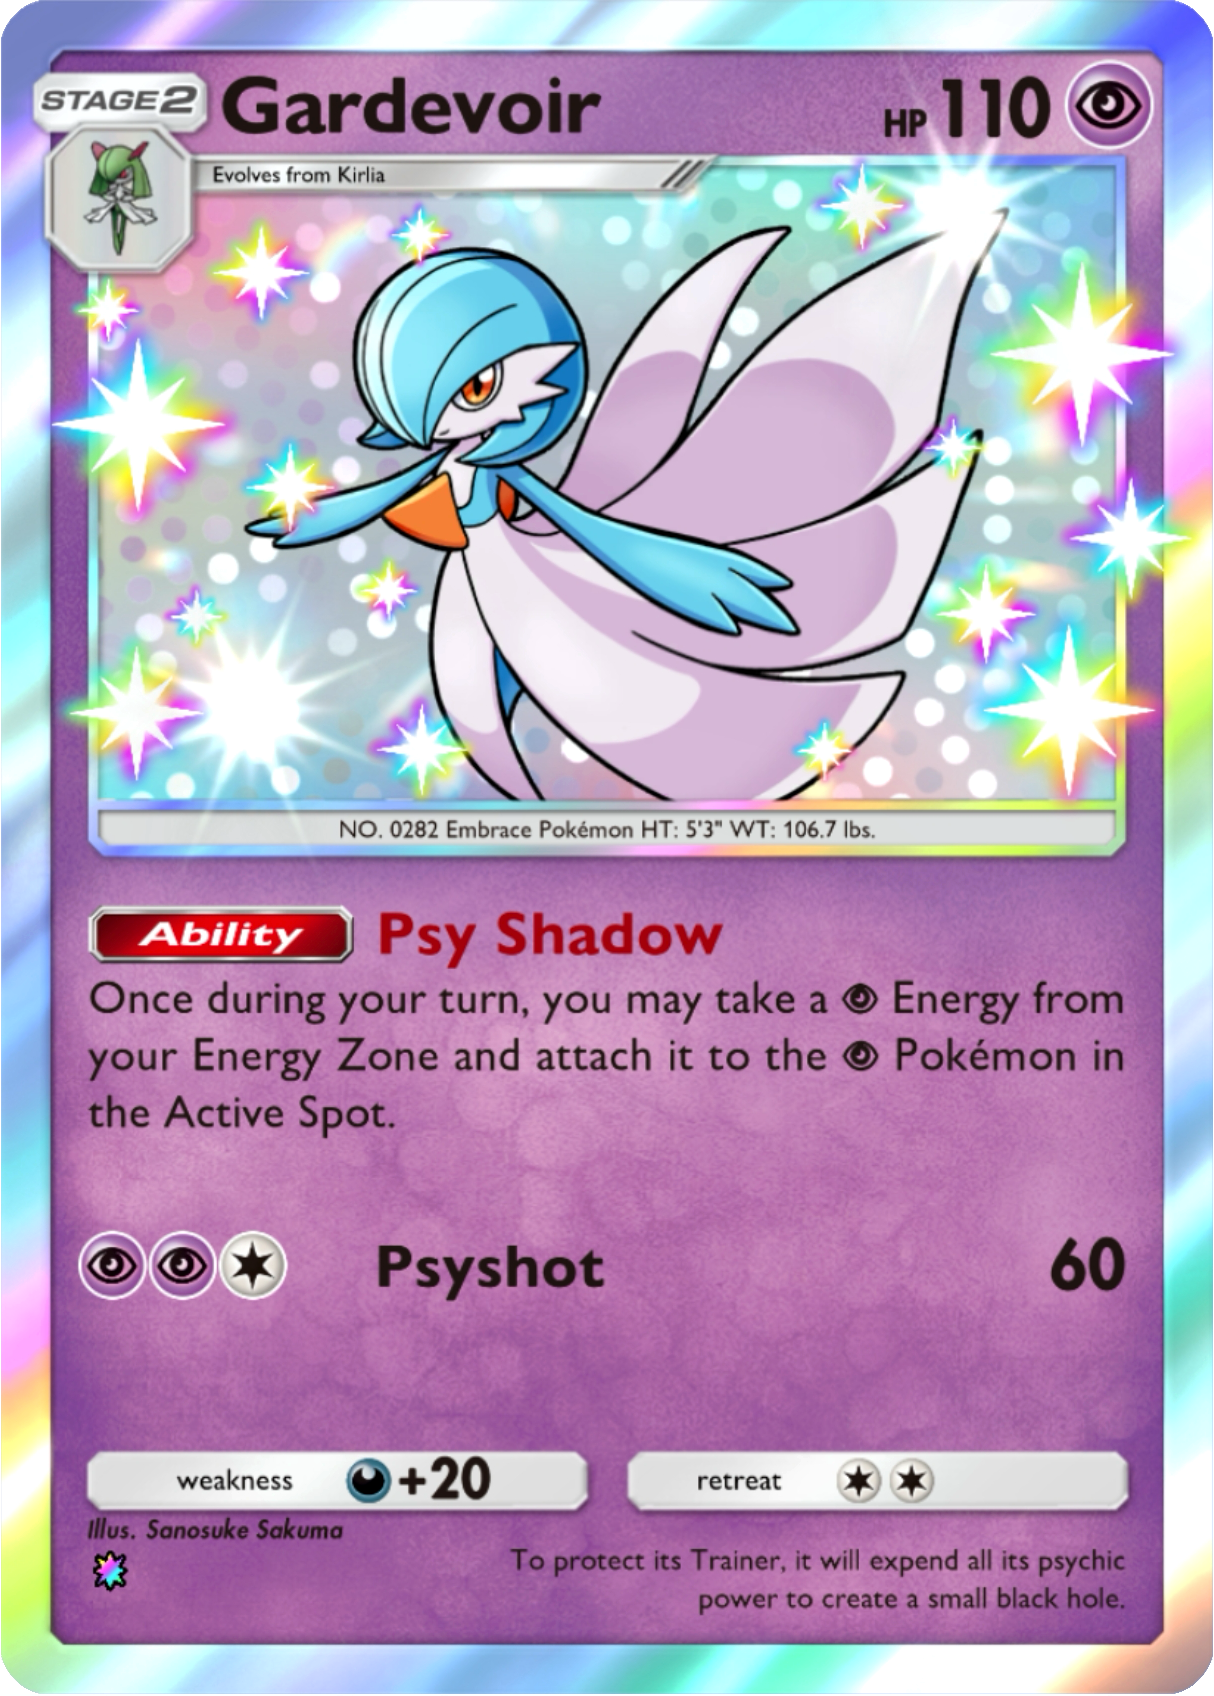 STAGE2 Gardevoir HP 110
Evolves from Kirlia
NO. 0282 Embrace Pokémon HT: 5'3" WT: 106.7 lbs.
Ability Psy Shadow
Once during your turn, you may take a Energy from
your Energy Zone and attach it to the Pokémon in
the Active Spot.
Psyshot 60
weakness +20 retreat
Illus. Sanosuke Sakuma
To protect its Trainer, it will expend all its psychic
power to create a small black hole.